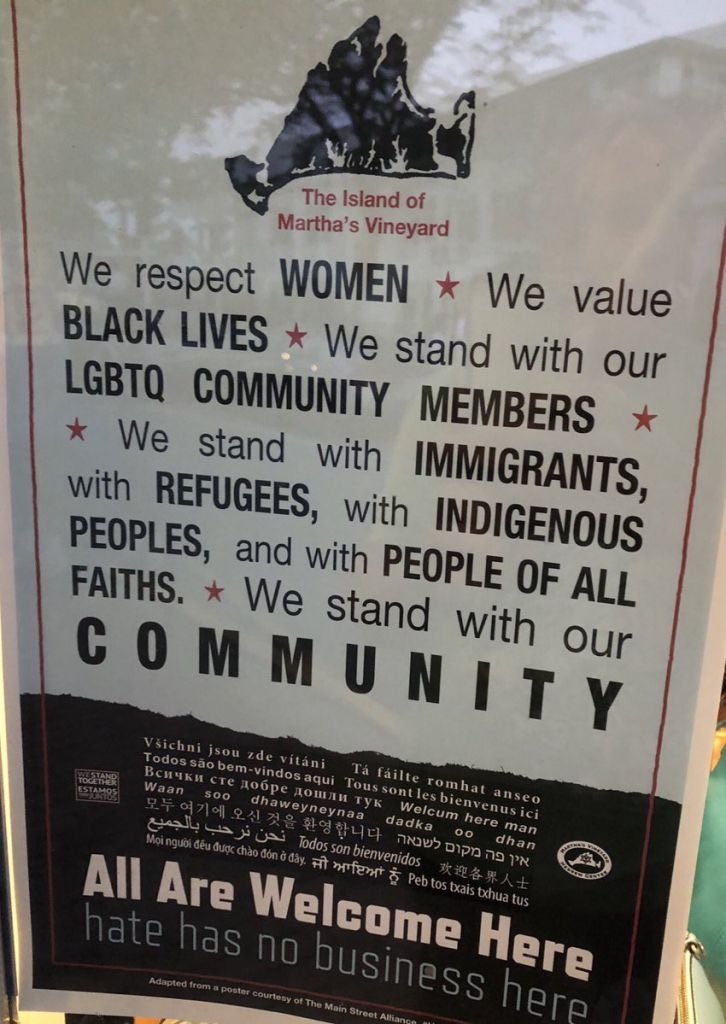 The Island of
Martha's Vineyard
We respect WOMEN ★ We value
BLACK LIVES ★ We stand with our
LGBTQ COMMUNITY MEMBERS ★
★ We stand with IMMIGRANTS,
with REFUGEES, with INDIGENOUS
PEOPLES, and with PEOPLE OF ALL
FAITHS. ★ We stand with our
COMMUNITY
WE STAND
TOGETHER
ESTAMOS
JUNTOS
Všichni jsou zde vítáni Tá fáilte romhat anseo
Todos são bem-vindos aqui Tous sont les bienvenus ici
Всички сте добре дошли тук Welcum here man
Waan soo dhaweyneynaa dadka oo dhan
모두 여기에 오신 것을 환영합니다 אין פה מקום לשנאה
نحن نرحب بالجميع Todos son bienvenidos 欢迎各界人士
Mọi người đều được chào đón ở đây. ਜੀ ਆਇਆਂ ਨੂੰ Peb tos txais txhua tus
MARTHA'S VINEYARD
All Are Welcome Here
hate has no business here
Adapted from a poster courtesy of The Main Street Alliance.